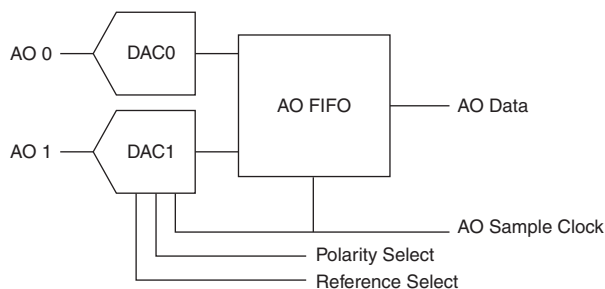 AO 0
DAC0
AO FIFO
AO Data
AO 1
DAC1
AO Sample Clock
Polarity Select
Reference Select